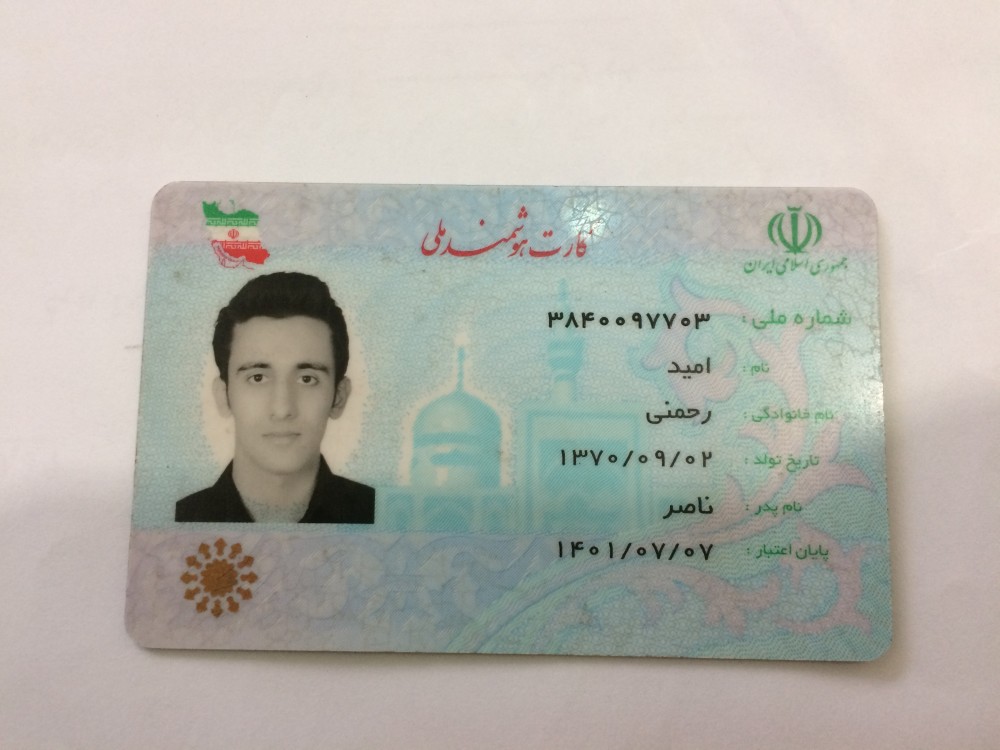 کارت هوشمند ملی
جمهوری اسلامی ایران
شماره ملی : ۳۸۴۰۰۹۷۷۰۳
نام : امید
نام خانوادگی : رحمنی
تاریخ تولد : ۱۳۷۰/۰۹/۰۲
نام پدر : ناصر
پایان اعتبار : ۱۴۰۱/۰۷/۰۷